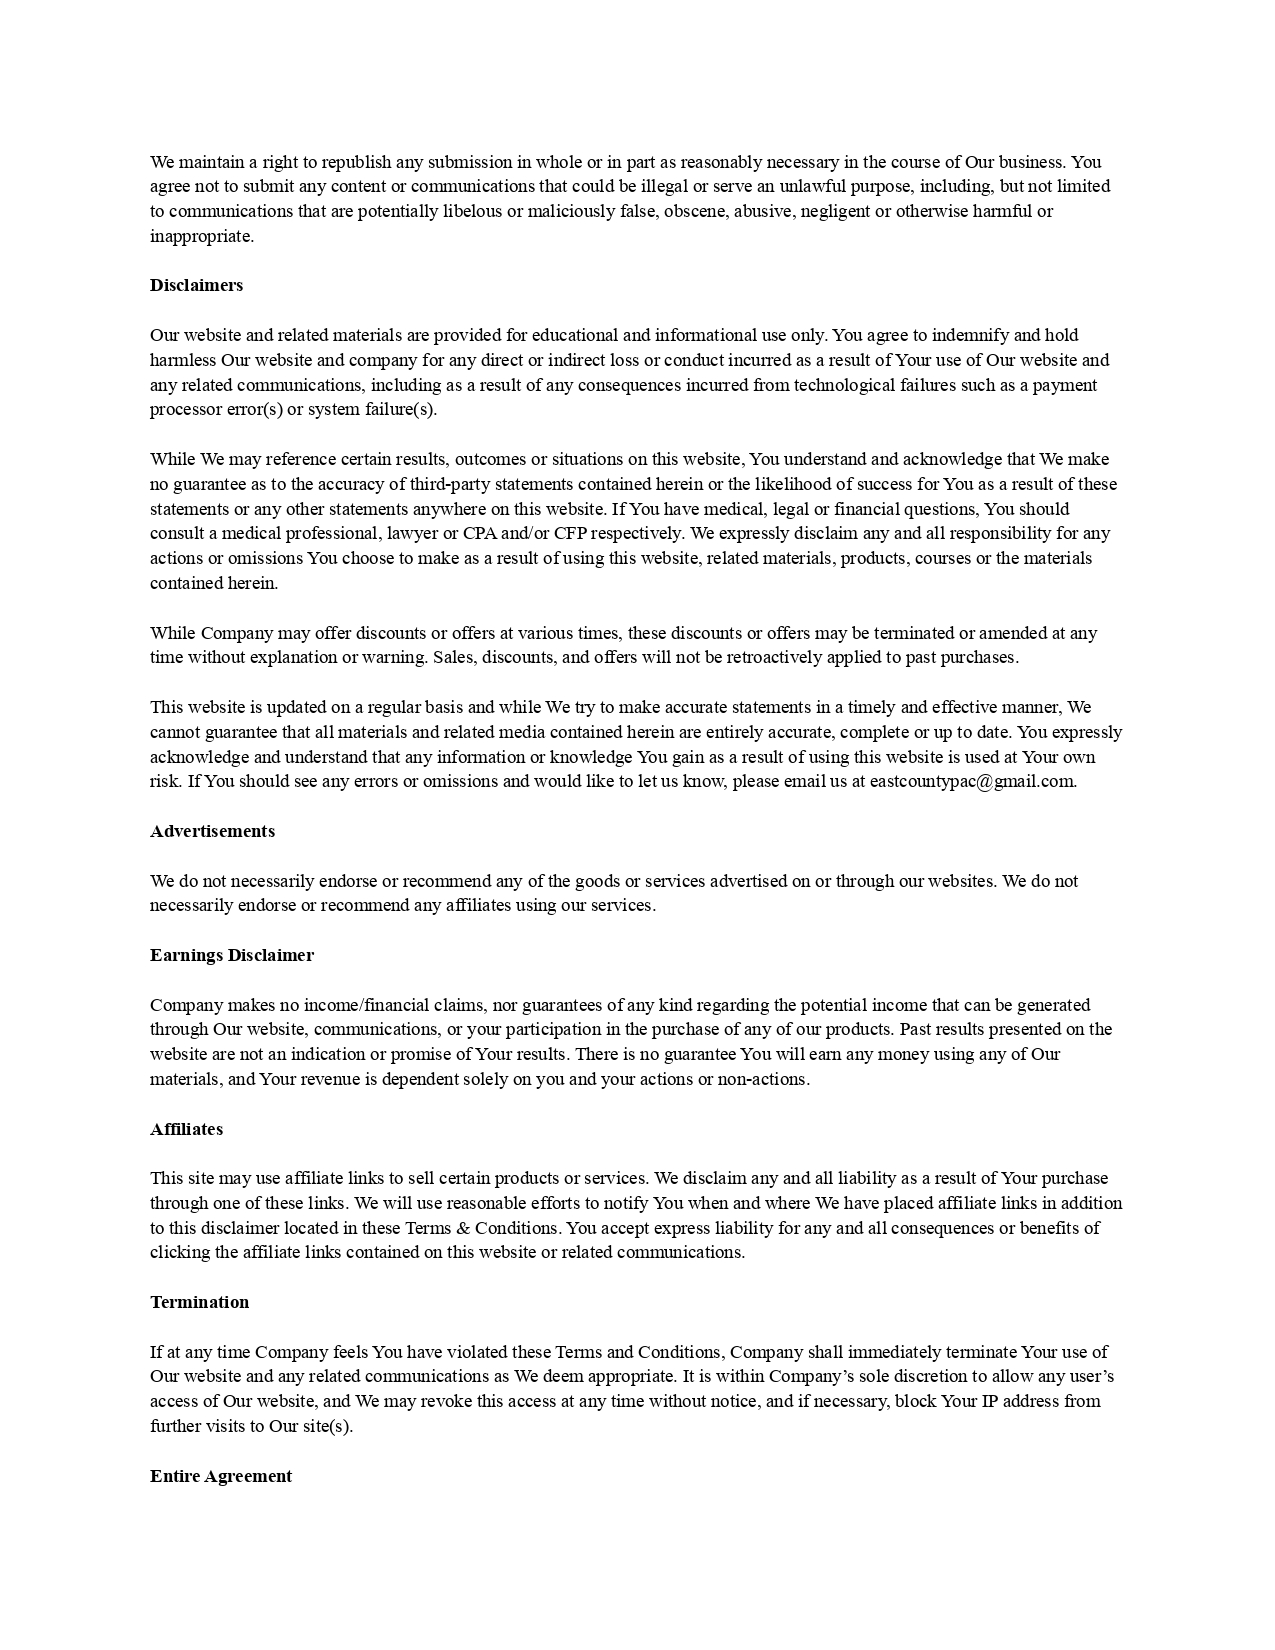 We maintain a right to republish any submission in whole or in part as reasonably necessary in the course of Our business. You
agree not to submit any content or communications that could be illegal or serve an unlawful purpose, including, but not limited
to communications that are potentially libelous or maliciously false, obscene, abusive, negligent or otherwise harmful or
inappropriate.
Disclaimers
Our website and related materials are provided for educational and informational use only. You agree to indemnify and hold
harmless Our website and company for any direct or indirect loss or conduct incurred as a result of Your use of Our website and
any related communications, including as a result of any consequences incurred from technological failures such as a payment
processor error(s) or system failure(s).
While We may reference certain results, outcomes or situations on this website, You understand and acknowledge that We make
no guarantee as to the accuracy of third-party statements contained herein or the likelihood of success for You as a result of these
statements or any other statements anywhere on this website. If You have medical, legal or financial questions, You should
consult a medical professional, lawyer or CPA and/or CFP respectively. We expressly disclaim any and all responsibility for any
actions or omissions You choose to make as a result of using this website, related materials, products, courses or the materials
contained herein.
While Company may offer discounts or offers at various times, these discounts or offers may be terminated or amended at any
time without explanation or warning. Sales, discounts, and offers will not be retroactively applied to past purchases.
This website is updated on a regular basis and while We try to make accurate statements in a timely and effective manner, We
cannot guarantee that all materials and related media contained herein are entirely accurate, complete or up to date. You expressly
acknowledge and understand that any information or knowledge You gain as a result of using this website is used at Your own
risk. If You should see any errors or omissions and would like to let us know, please email us at eastcountypac@gmail.com.
Advertisements
We do not necessarily endorse or recommend any of the goods or services advertised on or through our websites. We do not
necessarily endorse or recommend any affiliates using our services.
Earnings Disclaimer
Company makes no income/financial claims, nor guarantees of any kind regarding the potential income that can be generated
through Our website, communications, or your participation in the purchase of any of our products. Past results presented on the
website are not an indication or promise of Your results. There is no guarantee You will earn any money using any of Our
materials, and Your revenue is dependent solely on you and your actions or non-actions.
Affiliates
This site may use affiliate links to sell certain products or services. We disclaim any and all liability as a result of Your purchase
through one of these links. We will use reasonable efforts to notify You when and where We have placed affiliate links in addition
to this disclaimer located in these Terms & Conditions. You accept express liability for any and all consequences or benefits of
clicking the affiliate links contained on this website or related communications.
Termination
If at any time Company feels You have violated these Terms and Conditions, Company shall immediately terminate Your use of
Our website and any related communications as We deem appropriate. It is within Company’s sole discretion to allow any user’s
access of Our website, and We may revoke this access at any time without notice, and if necessary, block Your IP address from
further visits to Our site(s).
Entire Agreement